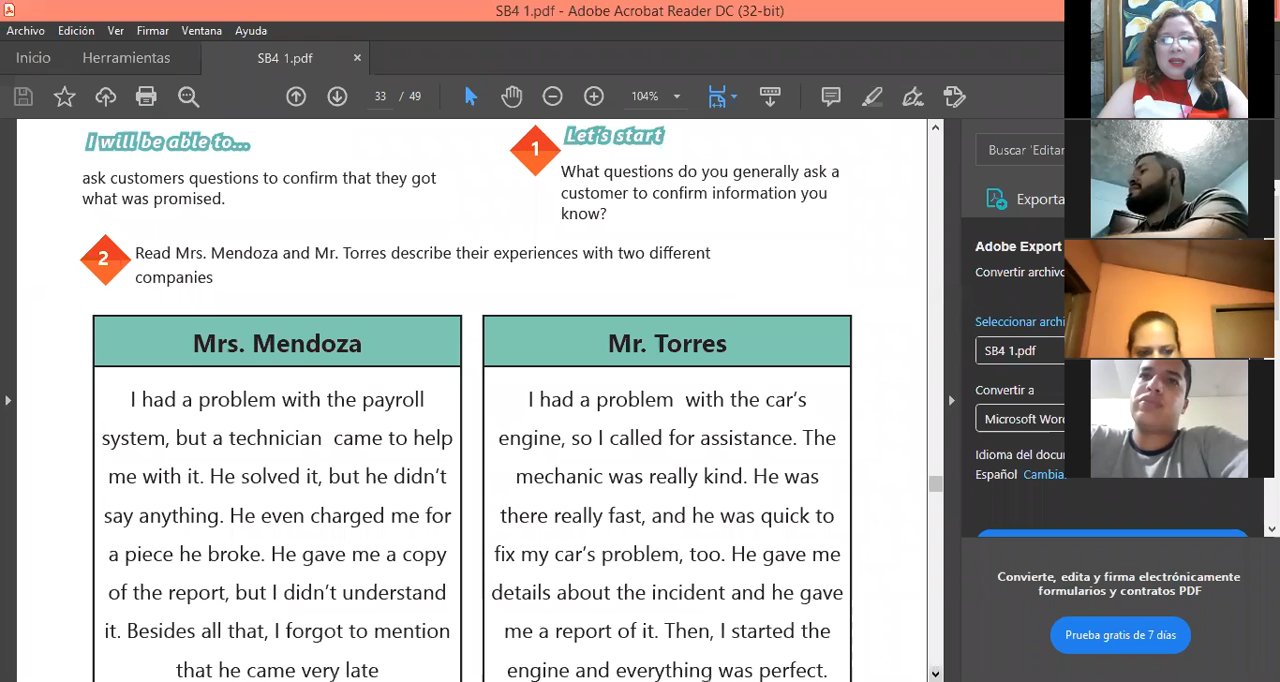 SB4 1.pdf - Adobe Acrobat Reader DC (32-bit)
Archivo Edición Ver Firmar Ventana Ayuda
Inicio Herramientas SB4 1.pdf ×
33 / 49 104%
I will be able to...
ask customers questions to confirm that they got
what was promised.
1 Let's start
What questions do you generally ask a
customer to confirm information you
know?
2 Read Mrs. Mendoza and Mr. Torres describe their experiences with two different
companies
Mrs. Mendoza
I had a problem with the payroll
system, but a technician came to help
me with it. He solved it, but he didn't
say anything. He even charged me for
a piece he broke. He gave me a copy
of the report, but I didn't understand
it. Besides all that, I forgot to mention
that he came very late
Mr. Torres
I had a problem with the car's
engine, so I called for assistance. The
mechanic was really kind. He was
there really fast, and he was quick to
fix my car's problem, too. He gave me
details about the incident and he gave
me a report of it. Then, I started the
engine and everything was perfect.
Buscar 'Editar
Exporta
Adobe Export
Convertir archivo
Seleccionar archi
SB4 1.pdf
Convertir a
Microsoft Word
Idioma del docum
Español Cambia
Convierte, edita y firma electrónicamente
formularios y contratos PDF
Prueba gratis de 7 días